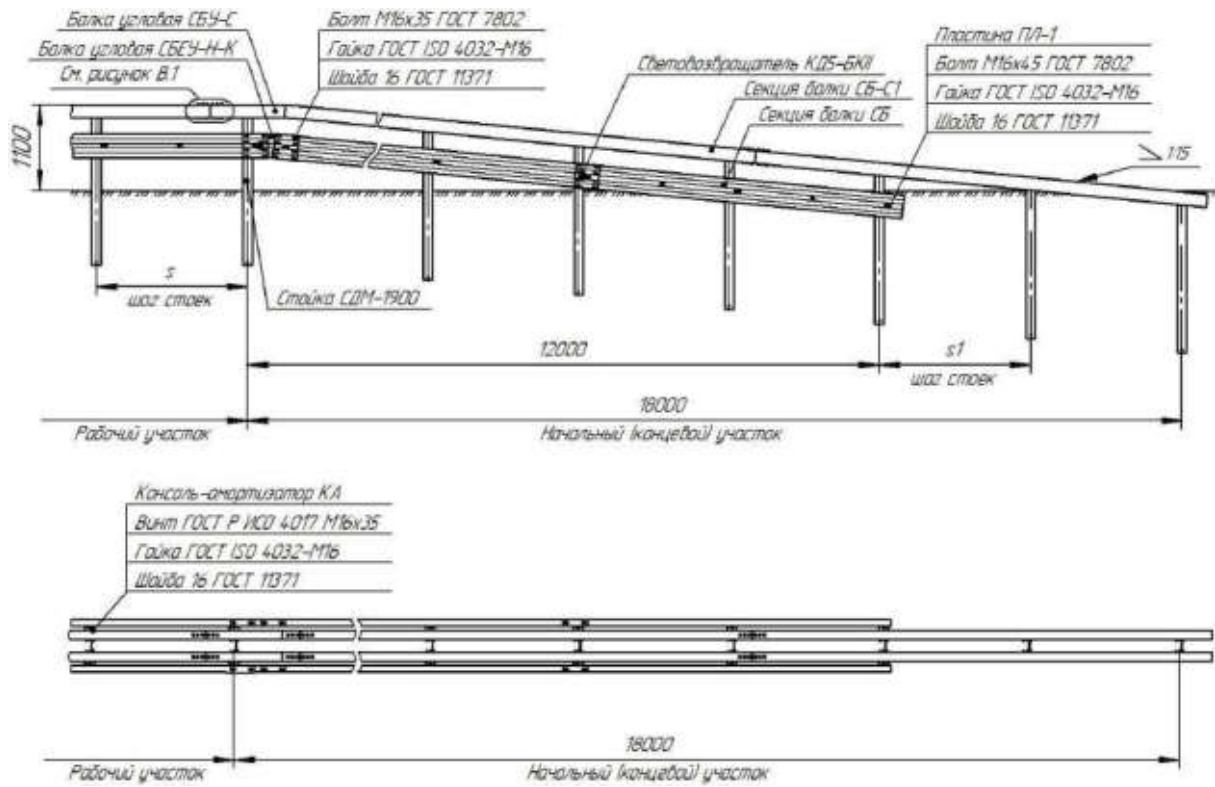 Балка угловая СБУ-С
Балка угловая СБЕУ-Н-К
См. рисунок В.1
Болт М16х35 ГОСТ 7802
Гайка ГОСТ ISO 4032-М16
Шайба 16 ГОСТ 11371
Световозвращатель КД5-БКII
Секция балки СБ-С1
Секция балки СБ
Пластина ПЛ-1
Болт М16х45 ГОСТ 7802
Гайка ГОСТ ISO 4032-М16
Шайба 16 ГОСТ 11371
1100
1:15
s
шаг стоек
Стойка СДМ-1900
12000
s1
шаг стоек
18000
Рабочий участок
Начальный (концевой) участок
Консоль-амортизатор КА
Винт ГОСТ Р ИСО 4017 М16х35
Гайка ГОСТ ISO 4032-М16
Шайба 16 ГОСТ 11371
18000
Рабочий участок
Начальный (концевой) участок